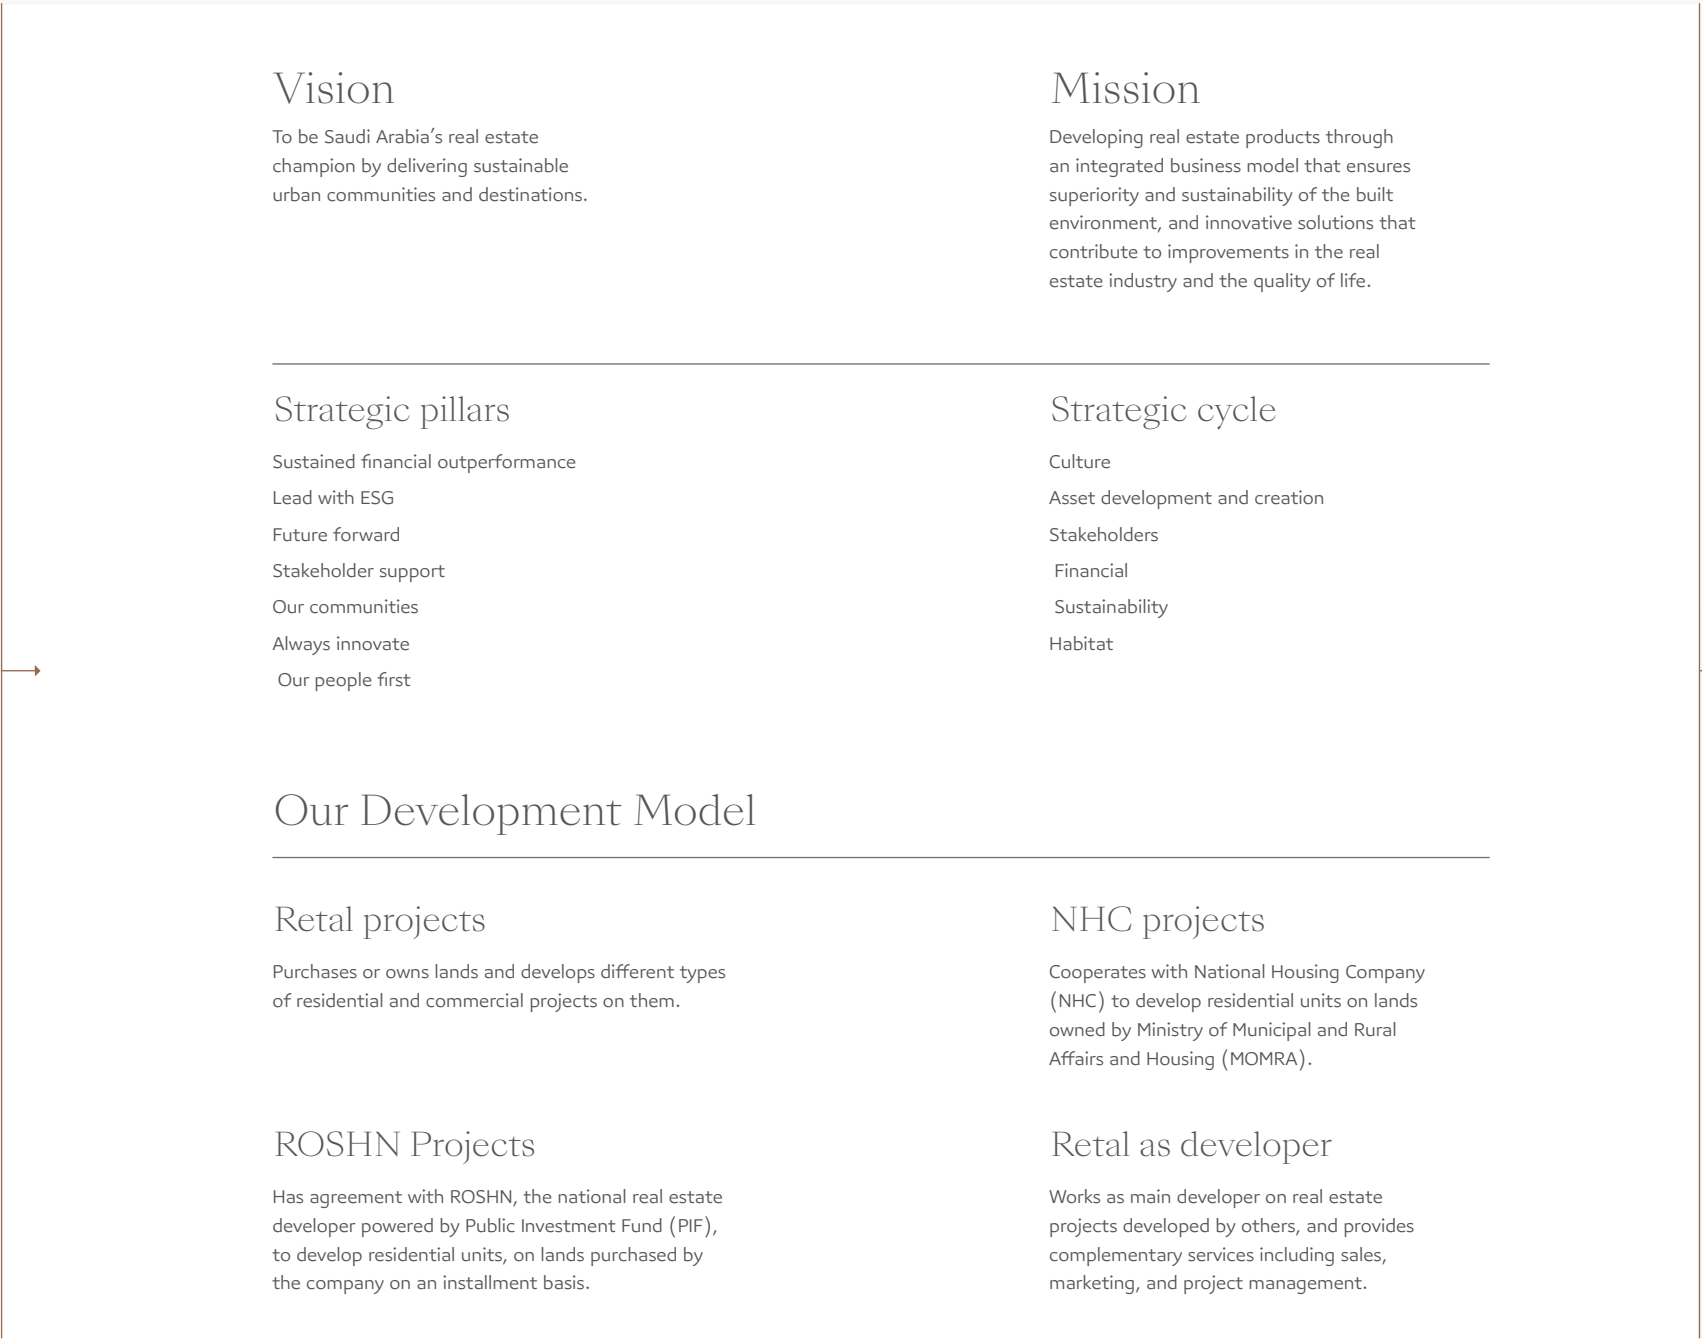 Vision
To be Saudi Arabia's real estate
champion by delivering sustainable
urban communities and destinations.
Mission
Developing real estate products through
an integrated business model that ensures
superiority and sustainability of the built
environment, and innovative solutions that
contribute to improvements in the real
estate industry and the quality of life.
Strategic pillars
Sustained financial outperformance
Lead with ESG
Future forward
Stakeholder support
Our communities
Always innovate
Our people first
Strategic cycle
Culture
Asset development and creation
Stakeholders
Financial
Sustainability
Habitat
Our Development Model
Retal projects
Purchases or owns lands and develops different types
of residential and commercial projects on them.
NHC projects
Cooperates with National Housing Company
(NHC) to develop residential units on lands
owned by Ministry of Municipal and Rural
Affairs and Housing (MOMRA).
ROSHN Projects
Has agreement with ROSHN, the national real estate
developer powered by Public Investment Fund (PIF),
to develop residential units, on lands purchased by
the company on an installment basis.
Retal as developer
Works as main developer on real estate
projects developed by others, and provides
complementary services including sales,
marketing, and project management.